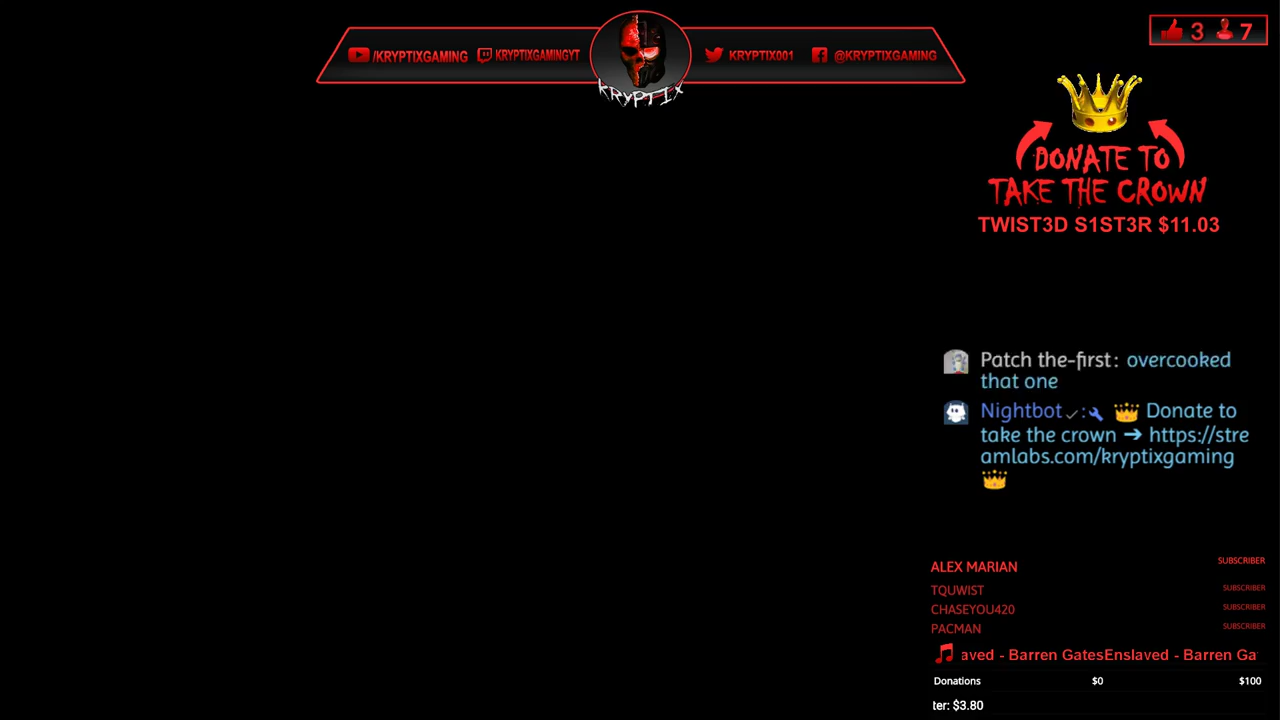 /KRYPTIXGAMING KRYPTIXGAMINGYT KRYPTIX001 @KRYPTIXGAMING
KRYPTIX
3 7
DONATE TO
TAKE THE CROWN
TWIST3D S1ST3R $11.03
Patch the-first: overcooked
that one
Nightbot✓:🔧 👑 Donate to
take the crown ➔ https://stre
amlabs.com/kryptixgaming
👑
ALEX MARIAN SUBSCRIBER
TQUWIST SUBSCRIBER
CHASEYOU420 SUBSCRIBER
PACMAN SUBSCRIBER
aved - Barren GatesEnslaved - Barren Ga
Donations $0 $100
ter: $3.80